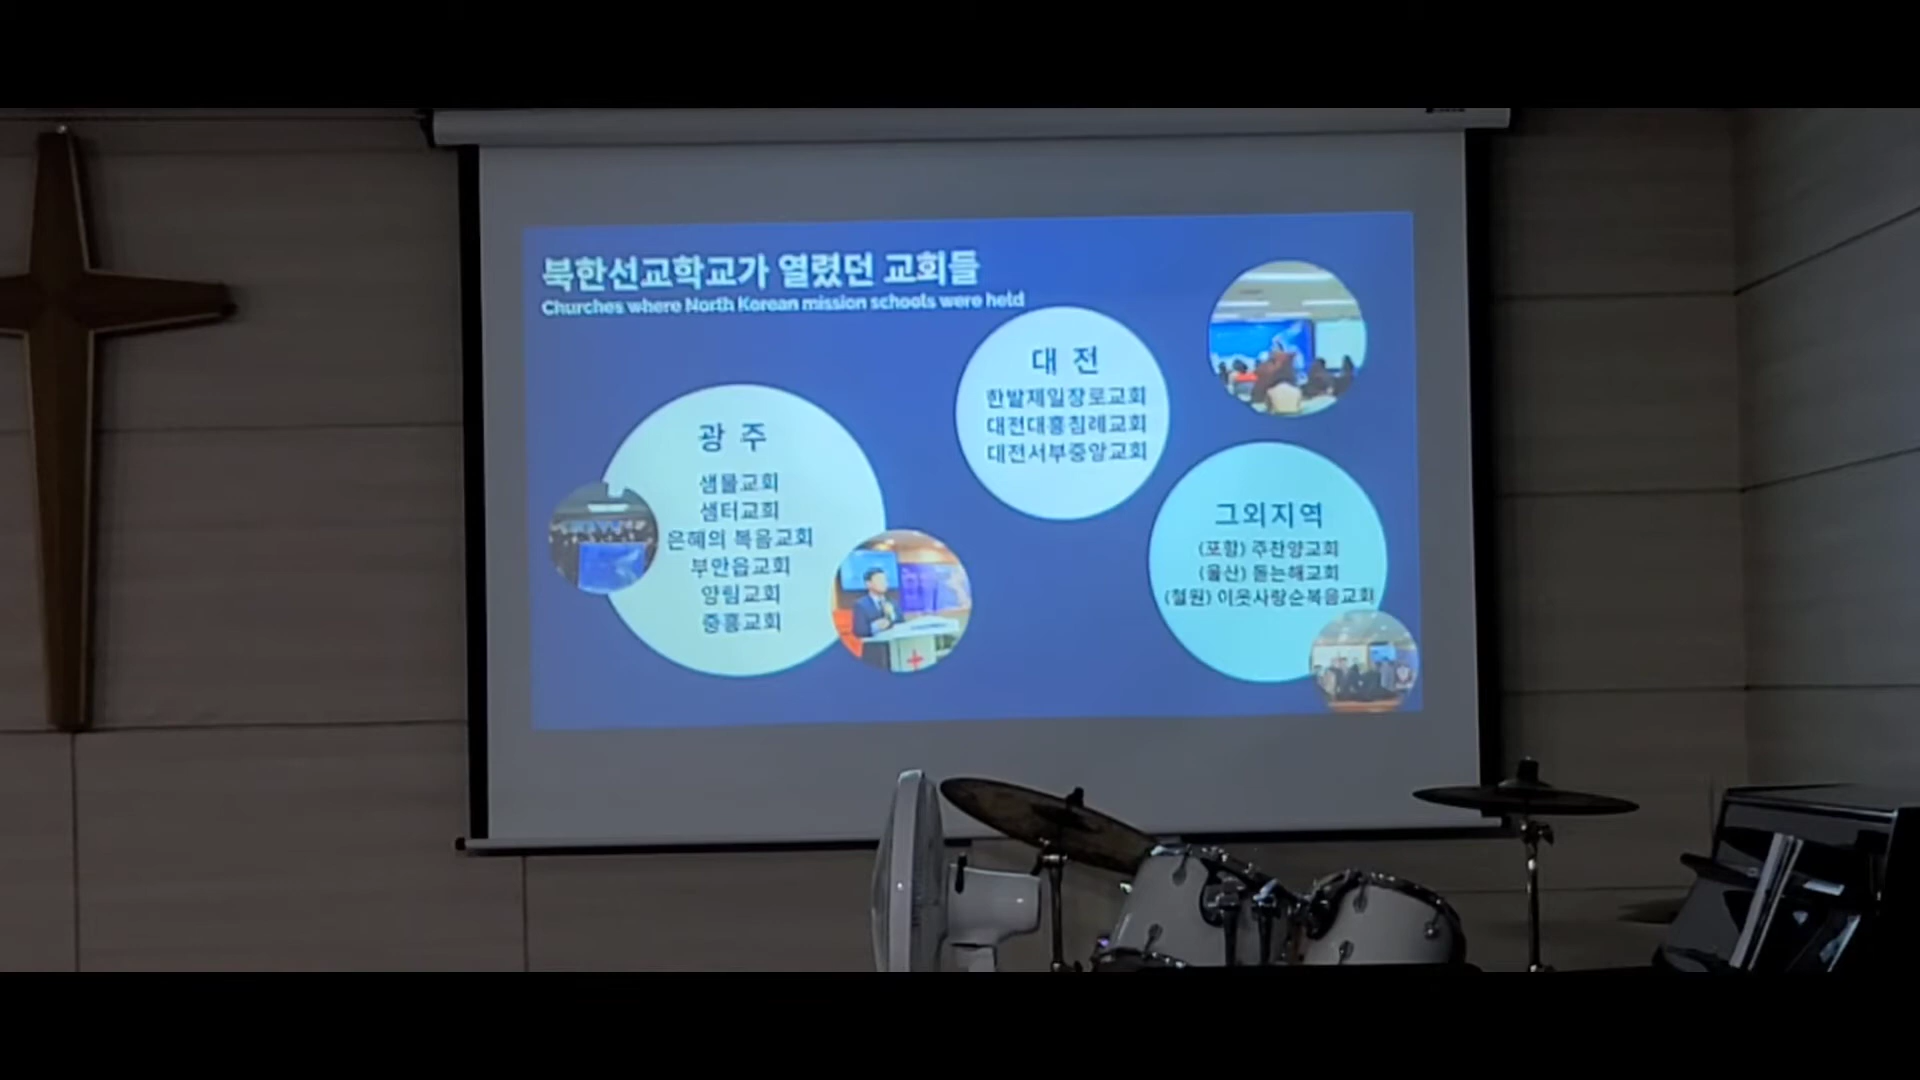 북한선교학교가 열렸던 교회들
Churches where North Korean mission schools were held
광 주
샘물교회
샘터교회
은혜의 복음교회
부안읍교회
양림교회
중흥교회
대 전
한밭제일장로교회
대전대흥침례교회
대전서부중앙교회
그외지역
(포항) 주찬양교회
(울산) 돋는해교회
(철원) 이웃사랑순복음교회